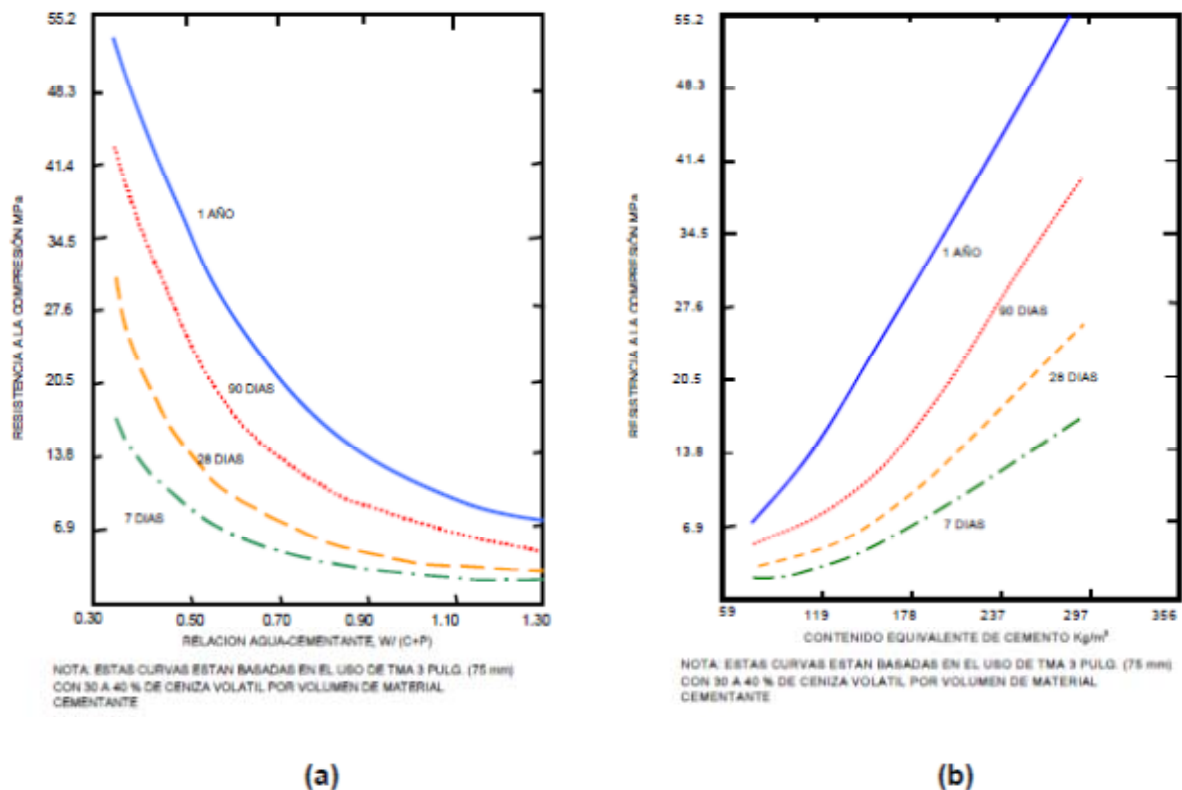 55.2
48.3
41.4
34.5
27.6
20.5
13.8
6.9
RESISTENCIA A LA COMPRESIÓN MPa
1 AÑO
90 DIAS
28 DIAS
7 DIAS
0.30 0.50 0.70 0.90 1.10 1.30
RELACION AGUA-CEMENTANTE, W/ (C+P)
NOTA: ESTAS CURVAS ESTAN BASADAS EN EL USO DE TMA 3 PULG. (75 mm)
CON 30 A 40 % DE CENIZA VOLATIL POR VOLUMEN DE MATERIAL
CEMENTANTE
(a)
55.2
48.3
41.4
34.5
27.6
20.5
13.8
6.9
RESISTENCIA A LA COMPRESIÓN MPa
1 AÑO
90 DIAS
28 DIAS
7 DIAS
59 119 178 237 297 356
CONTENIDO EQUIVALENTE DE CEMENTO Kg/m³
NOTA: ESTAS CURVAS ESTAN BASADAS EN EL USO DE TMA 3 PULG. (75 mm)
CON 30 A 40 % DE CENIZA VOLATIL POR VOLUMEN DE MATERIAL
CEMENTANTE
(b)